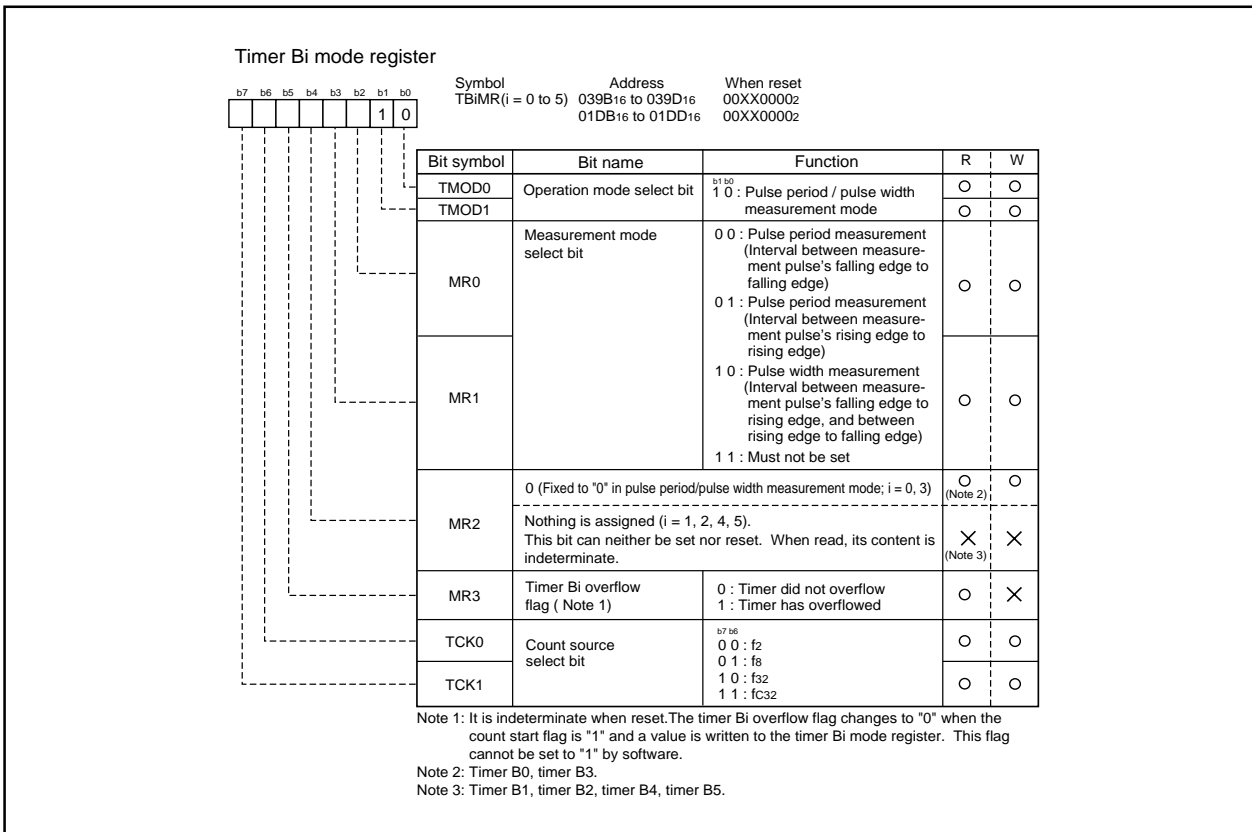 Timer Bi mode register
Symbol Address When reset
TBiMR(i = 0 to 5) 039B16 to 039D16 00XX00002
01DB16 to 01DD16 00XX00002
b7 b6 b5 b4 b3 b2 b1 b0
1 0
Bit symbol Bit name Function R W
TMOD0
TMOD1
Operation mode select bit
b1 b0
1 0 : Pulse period / pulse width
measurement mode
MR0
MR1
Measurement mode
select bit
0 0 : Pulse period measurement
(Interval between measure-
ment pulse's falling edge to
falling edge)
0 1 : Pulse period measurement
(Interval between measure-
ment pulse's rising edge to
rising edge)
1 0 : Pulse width measurement
(Interval between measure-
ment pulse's falling edge to
rising edge, and between
rising edge to falling edge)
1 1 : Must not be set
MR2
0 (Fixed to "0" in pulse period/pulse width measurement mode; i = 0, 3)
(Note 2)
Nothing is assigned (i = 1, 2, 4, 5).
This bit can neither be set nor reset. When read, its content is
indeterminate.
(Note 3)
MR3
Timer Bi overflow
flag ( Note 1)
0 : Timer did not overflow
1 : Timer has overflowed
TCK0
TCK1
Count source
select bit
b7 b6
0 0 : f2
0 1 : f8
1 0 : f32
1 1 : fC32
Note 1: It is indeterminate when reset.The timer Bi overflow flag changes to "0" when the
count start flag is "1" and a value is written to the timer Bi mode register. This flag
cannot be set to "1" by software.
Note 2: Timer B0, timer B3.
Note 3: Timer B1, timer B2, timer B4, timer B5.